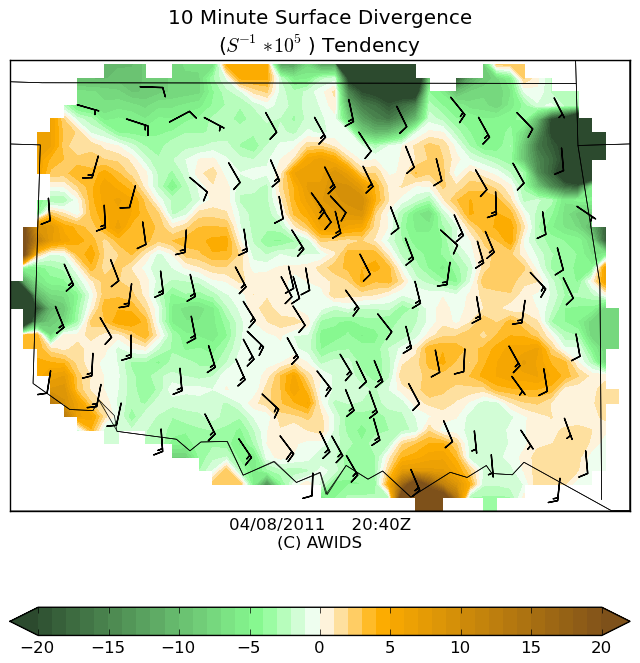 10 Minute Surface Divergence
(S⁻¹ *10⁵ ) Tendency
04/08/2011 20:40Z
(C) AWIDS
−20 −15 −10 −5 0 5 10 15 20